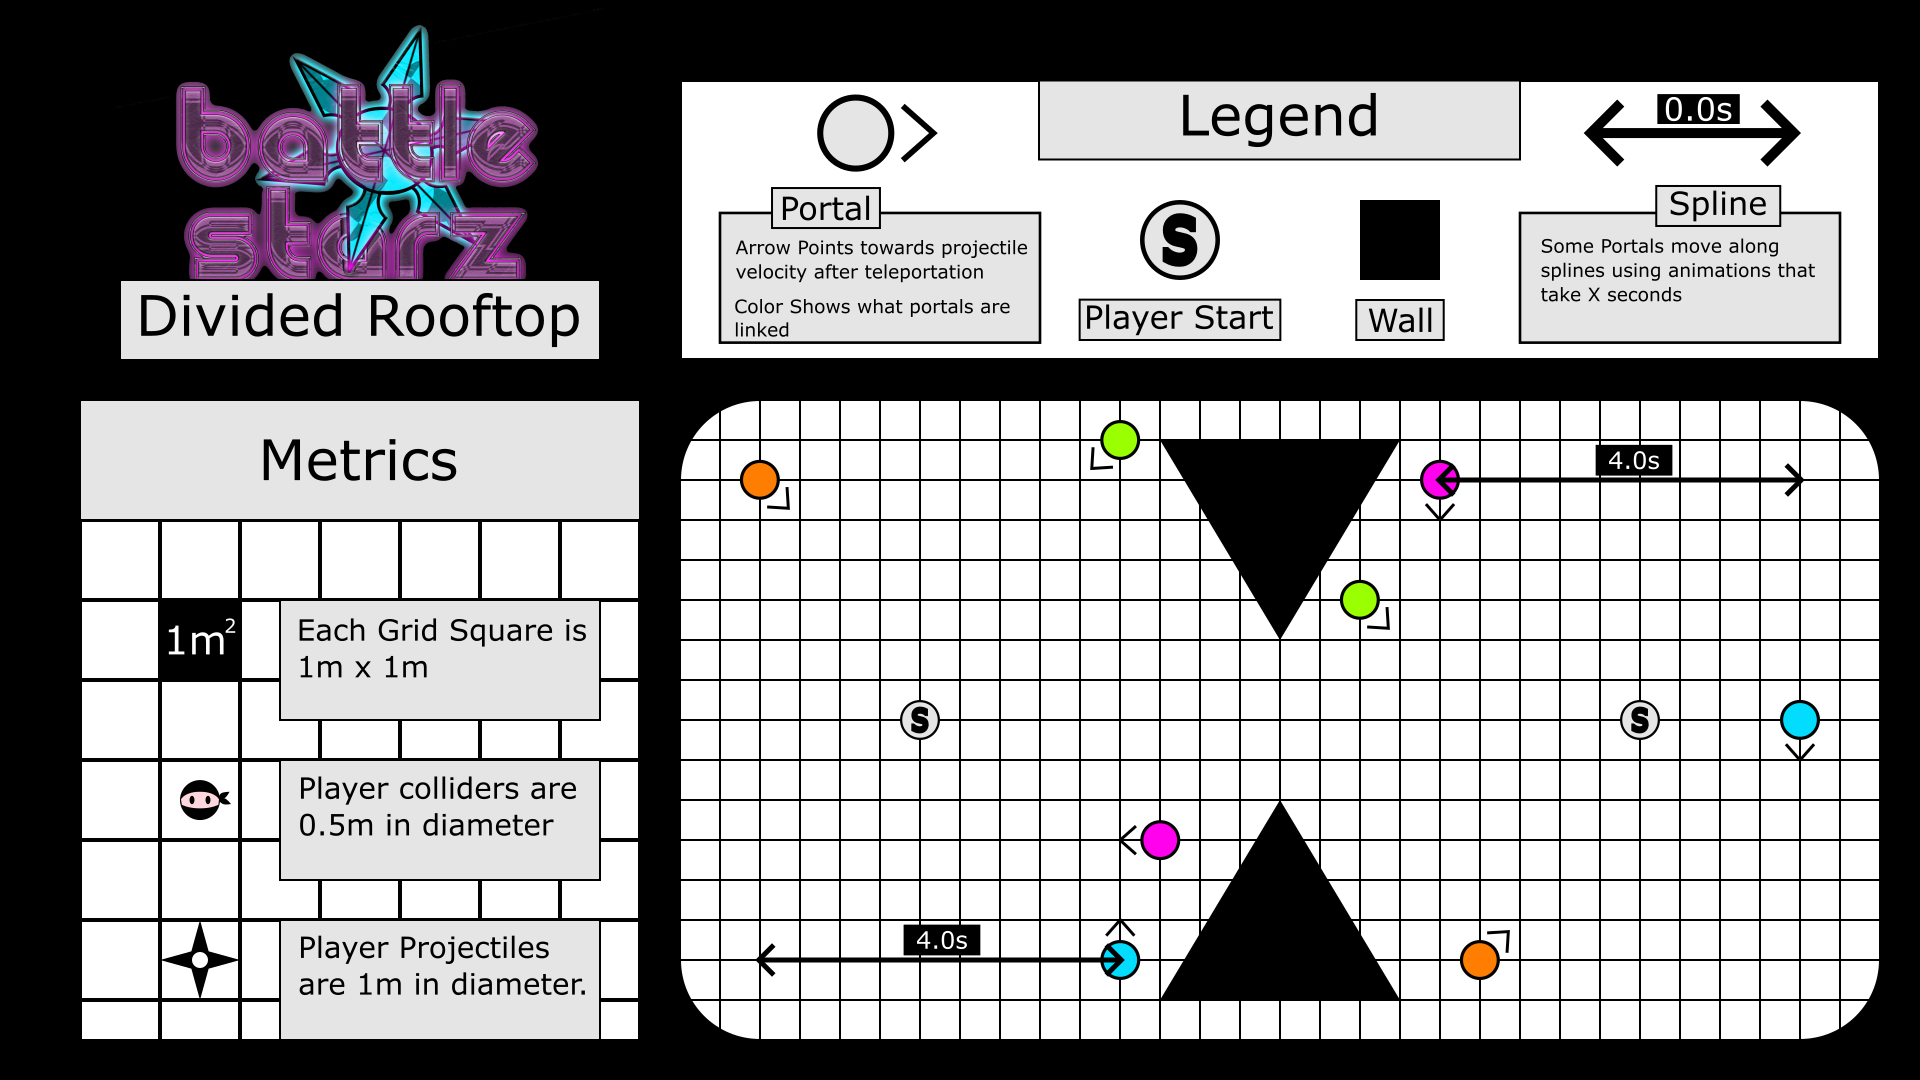 battle
starz
Divided Rooftop
Legend
0.0s
Portal
Arrow Points towards projectile
velocity after teleportation
Color Shows what portals are
linked
S
Player Start
Wall
Spline
Some Portals move along
splines using animations that
take X seconds
Metrics
1m²
Each Grid Square is
1m x 1m
Player colliders are
0.5m in diameter
Player Projectiles
are 1m in diameter.
4.0s
S
S
4.0s